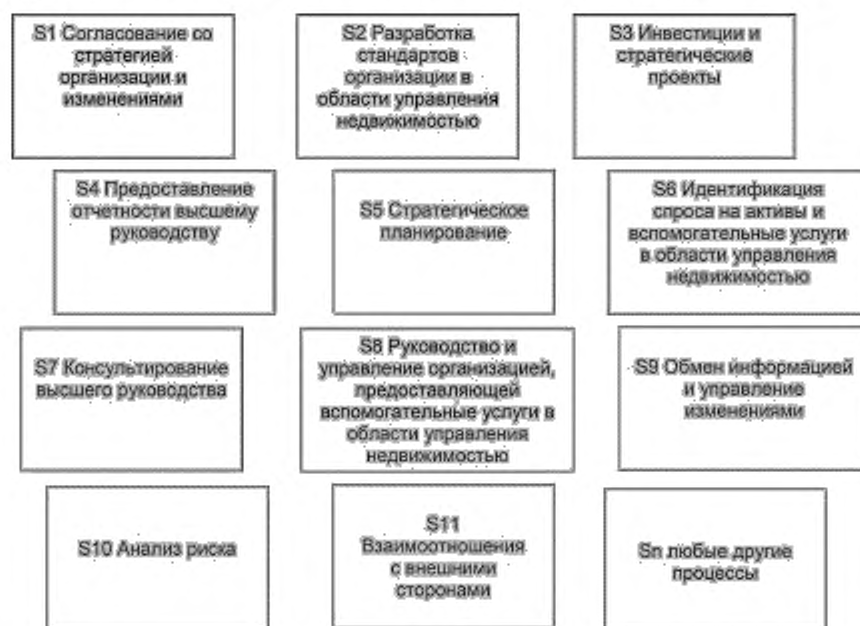 S1 Согласование со
стратегией
организации и
изменениями
S2 Разработка
стандартов
организации в
области управления
недвижимостью
S3 Инвестиции и
стратегические
проекты
S4 Предоставление
отчетности высшему
руководству
S5 Стратегическое
планирование
S6 Идентификация
спроса на активы и
вспомогательные услуги
в области управления
недвижимостью
S7 Консультирование
высшего руководства
S8 Руководство и
управление организацией,
предоставляющей
вспомогательные услуги в
области управления
недвижимостью
S9 Обмен информацией
и управление
изменениями
S10 Анализ риска
S11
Взаимоотношения
с внешними
сторонами
Sn любые другие
процессы